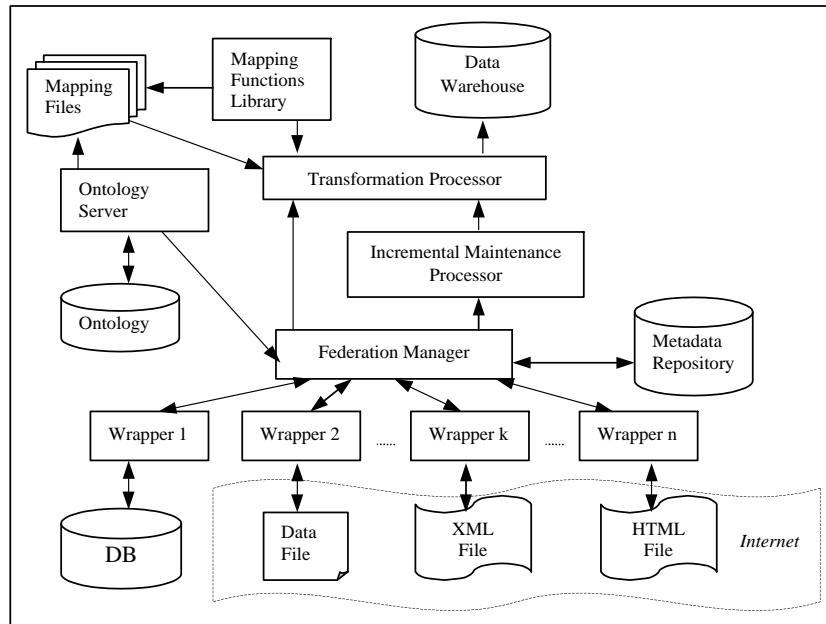 Mapping
Files
Mapping
Functions
Library
Data
Warehouse
Transformation Processor
Ontology
Server
Incremental Maintenance
Processor
Ontology
Federation Manager
Metadata
Repository
Wrapper 1
Wrapper 2
......
Wrapper k
......
Wrapper n
DB
Data
File
XML
File
HTML
File
Internet